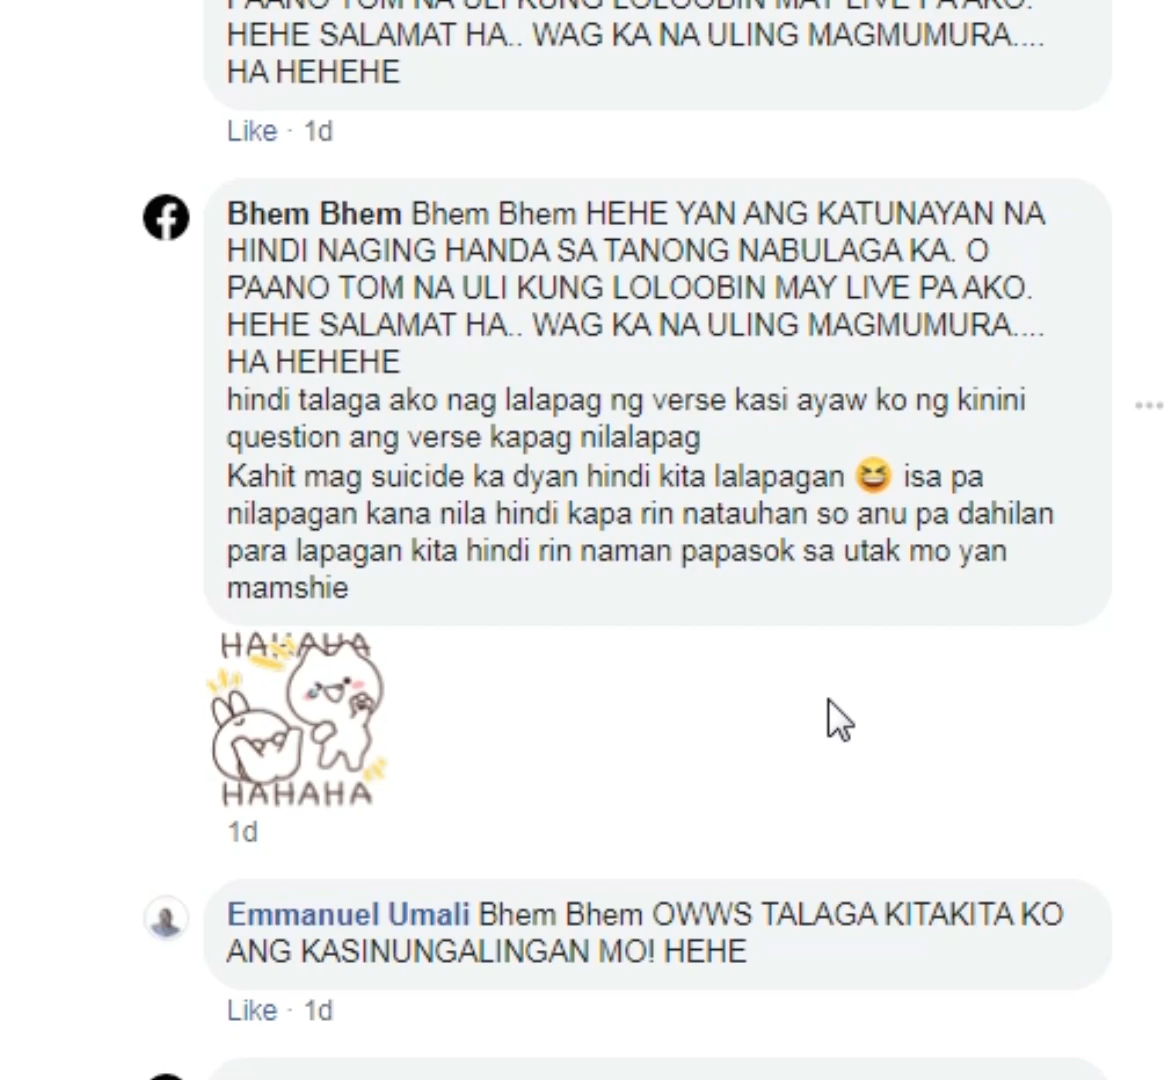 PAANO TOM NA ULI KUNG LOLOOBIN MAY LIVE PA AKO.
HEHE SALAMAT HA.. WAG KA NA ULING MAGMUMURA....
HA HEHEHE
Like · 1d
Bhem Bhem Bhem Bhem HEHE YAN ANG KATUNAYAN NA
HINDI NAGING HANDA SA TANONG NABULAGA KA. O
PAANO TOM NA ULI KUNG LOLOOBIN MAY LIVE PA AKO.
HEHE SALAMAT HA.. WAG KA NA ULING MAGMUMURA....
HA HEHEHE
hindi talaga ako nag lalapag ng verse kasi ayaw ko ng kinini
question ang verse kapag nilalapag
Kahit mag suicide ka dyan hindi kita lalapagan 😆 isa pa
nilapagan kana nila hindi kapa rin natauhan so anu pa dahilan
para lapagan kita hindi rin naman papasok sa utak mo yan
mamshie
HAHAHA
HAHAHA
1d
Emmanuel Umali Bhem Bhem OWWS TALAGA KITAKITA KO
ANG KASINUNGALINGAN MO! HEHE
Like · 1d